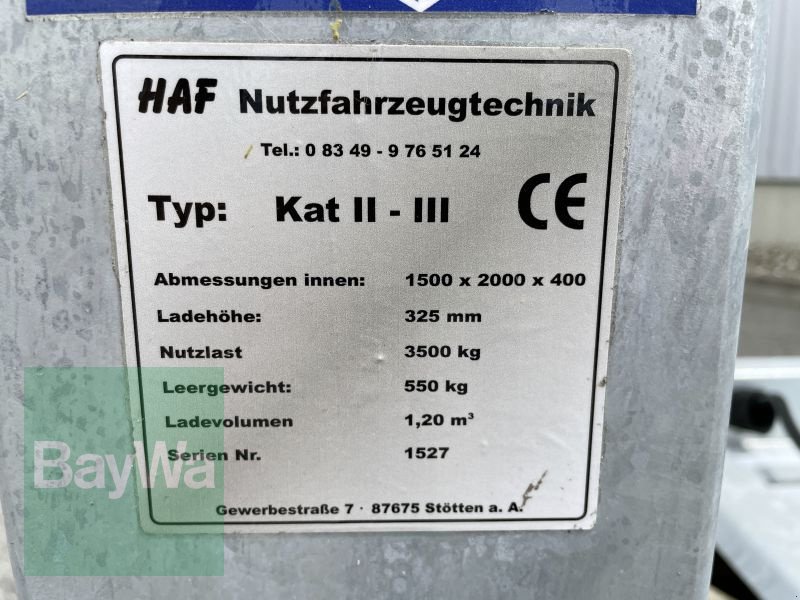 HAF Nutzfahrzeugtechnik
Tel.: 0 83 49 - 9 76 51 24
Typ: Kat II - III CE
Abmessungen innen: 1500 x 2000 x 400
Ladehöhe: 325 mm
Nutzlast 3500 kg
Leergewicht: 550 kg
Ladevolumen 1,20 m³
Serien Nr. 1527
Gewerbestraße 7 · 87675 Stötten a. A.
BayWa